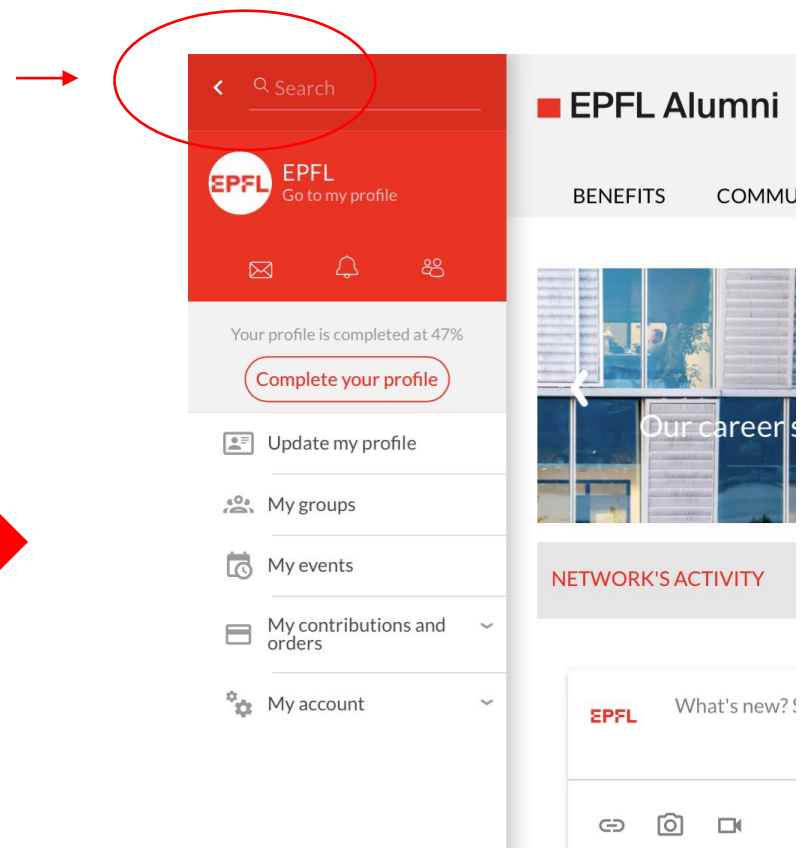 Search
EPFL
EPFL
Go to my profile
Your profile is completed at 47%
Complete your profile
Update my profile
My groups
My events
My contributions and
orders
My account
EPFL Alumni
BENEFITS COMMU
Our career s
NETWORK'S ACTIVITY
EPFL What's new? S